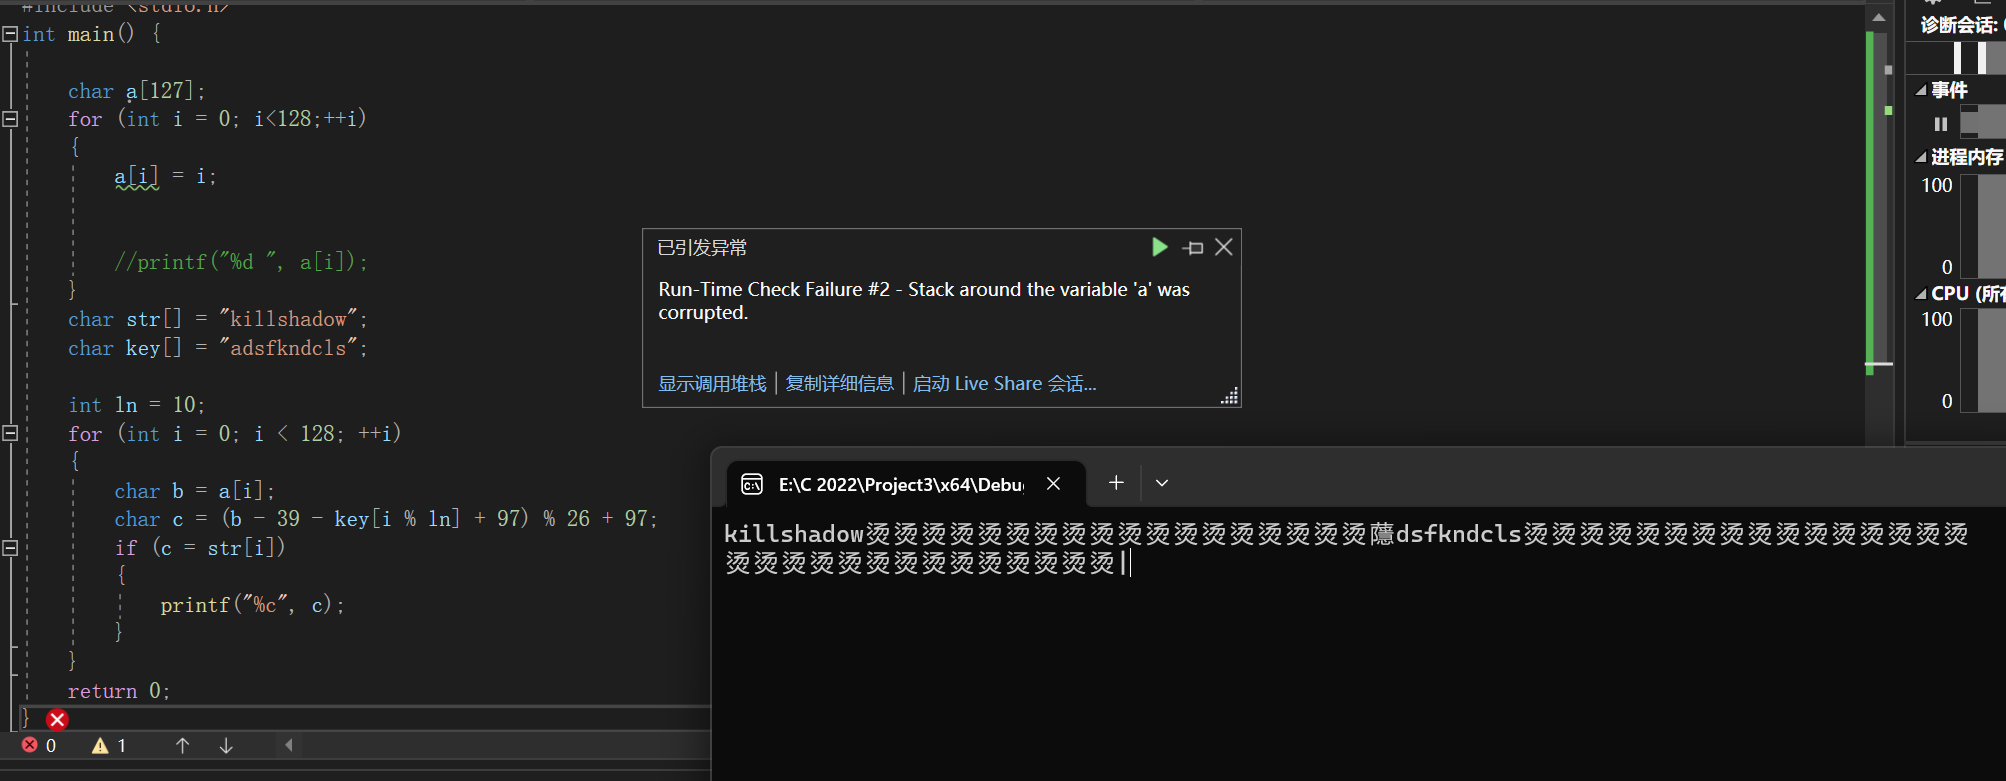 #include <stdio.h>
int main() {
char a[127];
for (int i = 0; i<128;++i)
{
a[i] = i;
//printf("%d ", a[i]);
}
char str[] = "killshadow";
char key[] = "adsfkndcls";
int ln = 10;
for (int i = 0; i < 128; ++i)
{
char b = a[i];
char c = (b - 39 - key[i % ln] + 97) % 26 + 97;
if (c = str[i])
{
printf("%c", c);
}
}
return 0;
}
0 1
已引发异常
Run-Time Check Failure #2 - Stack around the variable 'a' was
corrupted.
显示调用堆栈 | 复制详细信息 | 启动 Live Share 会话...
E:\C 2022\Project3\x64\Debu
killshadow烫烫烫烫烫烫烫烫烫烫烫烫烫烫烫烫烫烫蘟dsfkndcls烫烫烫烫烫烫烫烫烫烫烫烫烫烫烫烫
烫烫烫烫烫烫烫烫烫烫烫烫烫烫|
诊断会话:
事件
进程内存
100
0
CPU (所有
100
0